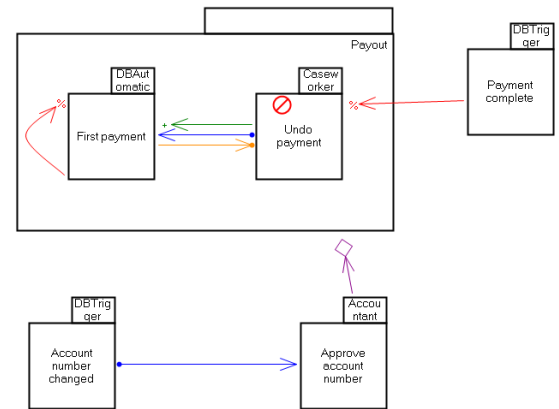 Payout
DBTrig
ger
Payment
complete
DBAut
omatic
First payment
%
Casew
orker
Undo
payment
%
+
DBTrig
ger
Account
number
changed
Accou
ntant
Approve
account
number